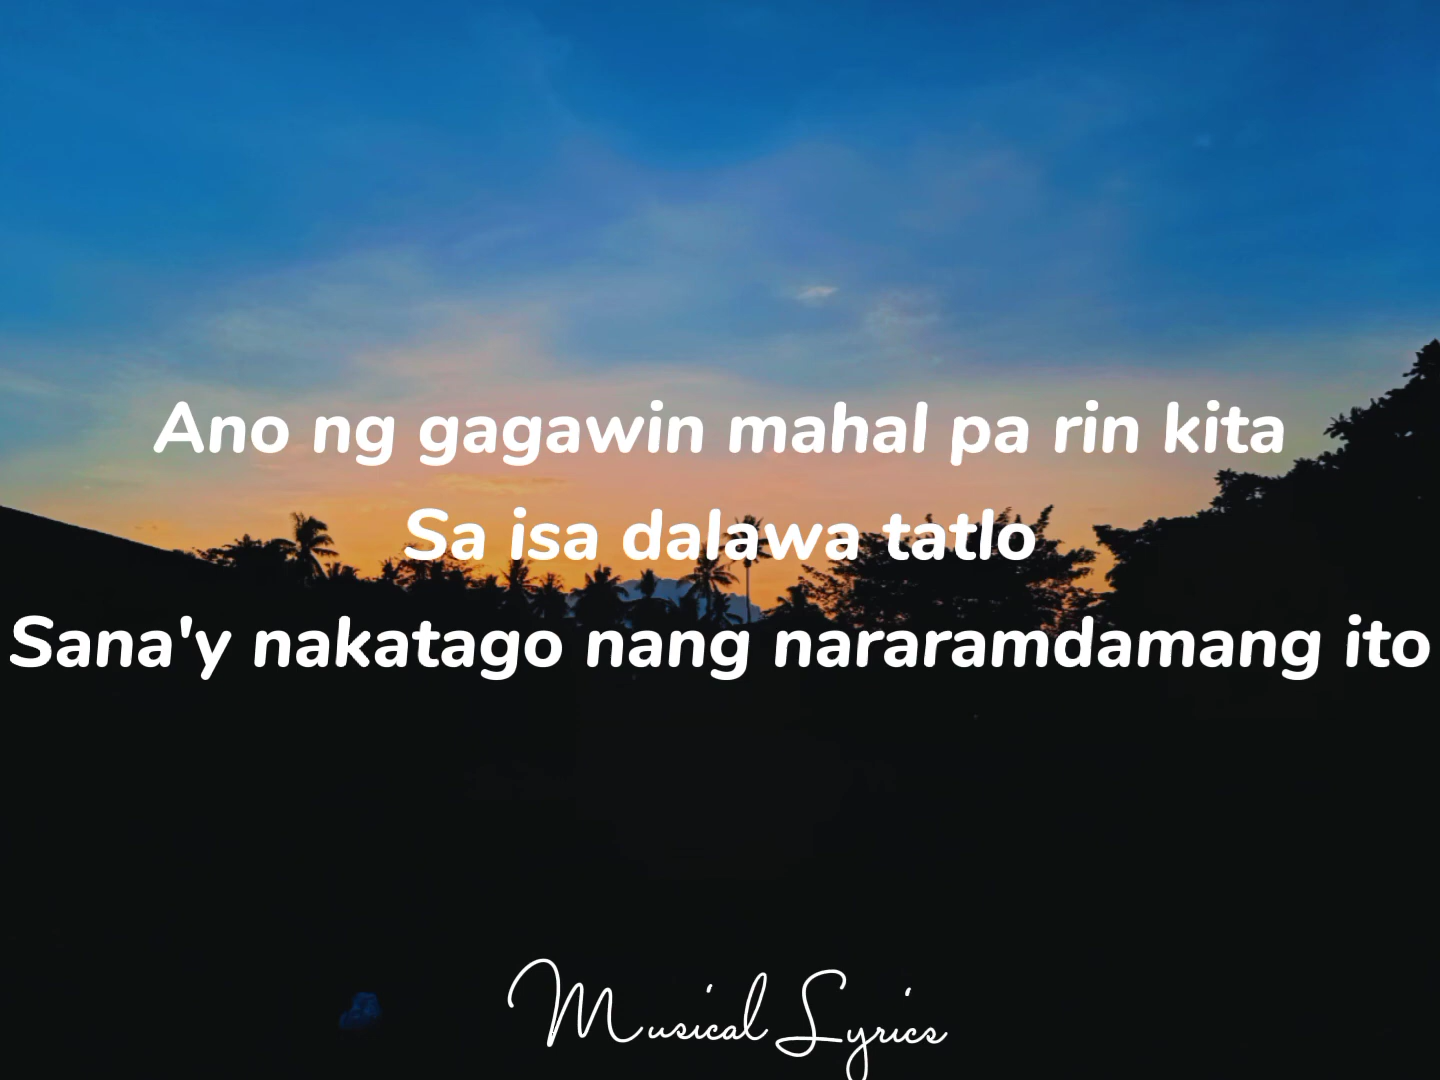 Ano ng gagawin mahal pa rin kita
Sa isa dalawa tatlo
Sana'y nakatago nang nararamdamang ito
Musical Lyrics